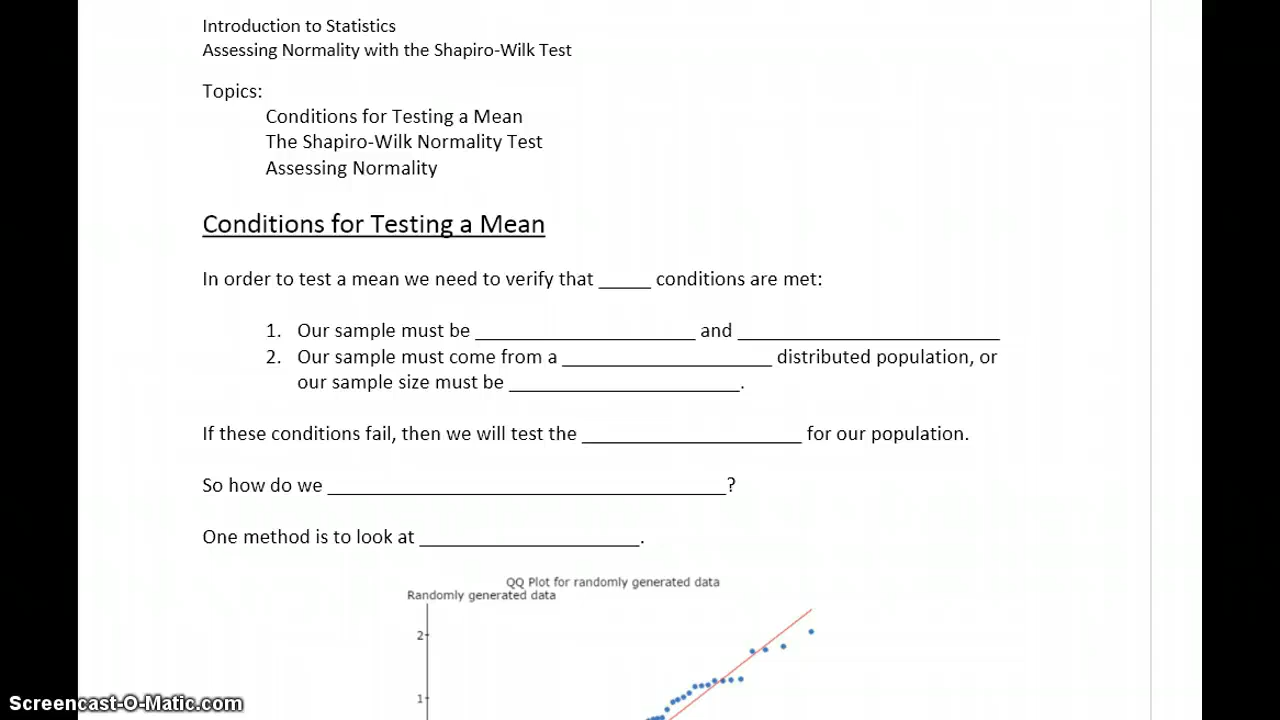 Introduction to Statistics
Assessing Normality with the Shapiro-Wilk Test
Topics:
Conditions for Testing a Mean
The Shapiro-Wilk Normality Test
Assessing Normality
Conditions for Testing a Mean
In order to test a mean we need to verify that _____ conditions are met:
1. Our sample must be _____________________ and _________________________
2. Our sample must come from a ____________________ distributed population, or
our sample size must be ______________________.
If these conditions fail, then we will test the _____________________ for our population.
So how do we ______________________________________?
One method is to look at _____________________.
QQ Plot for randomly generated data
Randomly generated data
2
1
Screencast-O-Matic.com